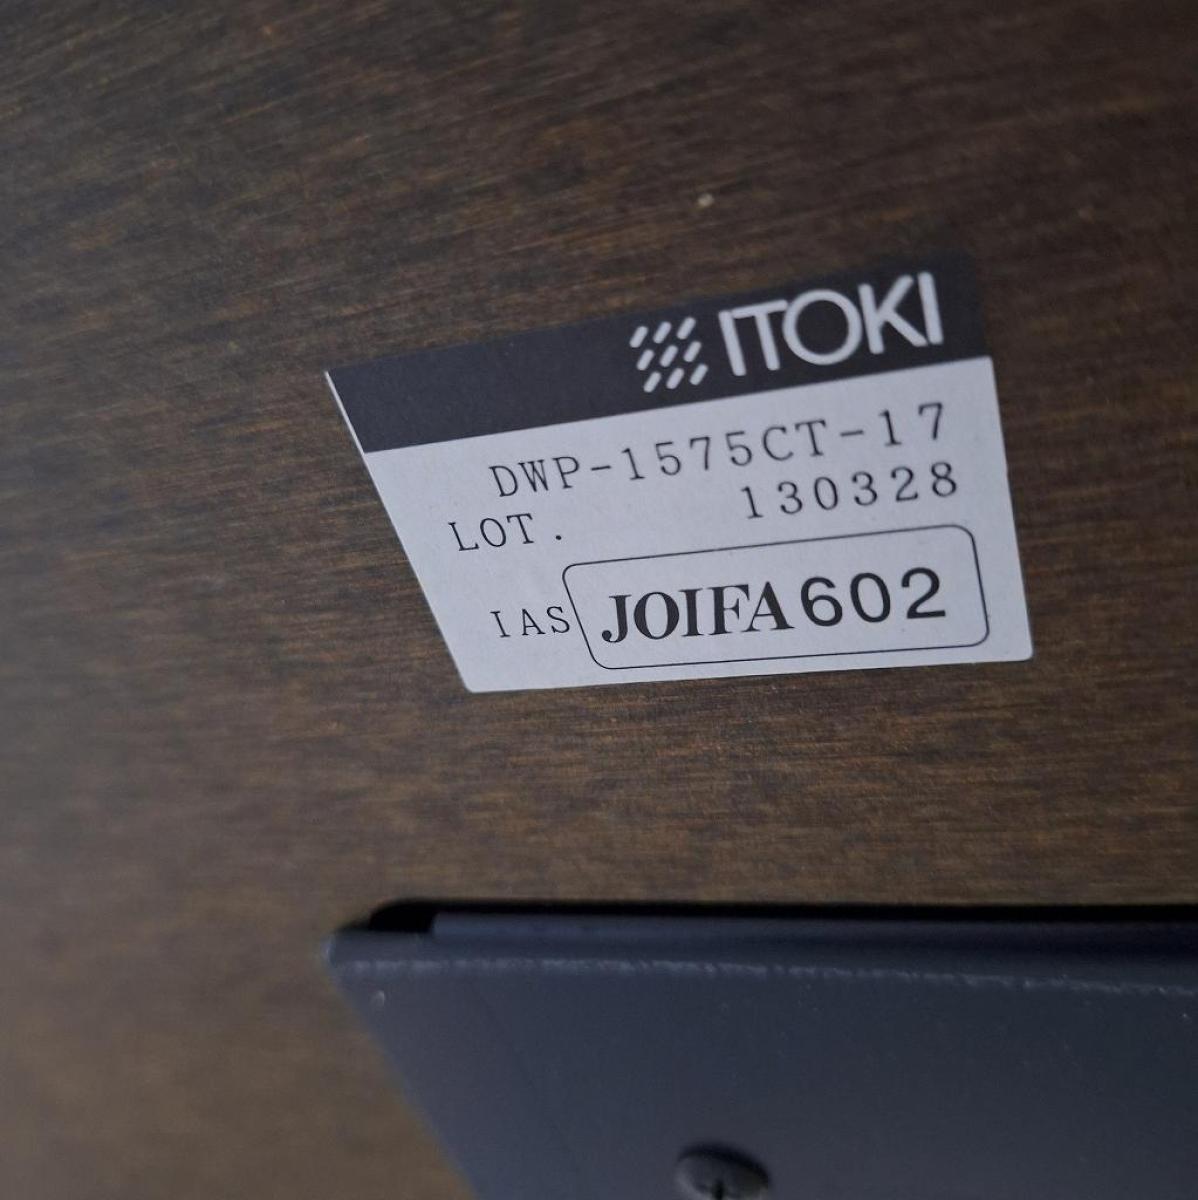 ITOKI
DWP-1575CT-17
LOT. 130328
IAS JOIFA602